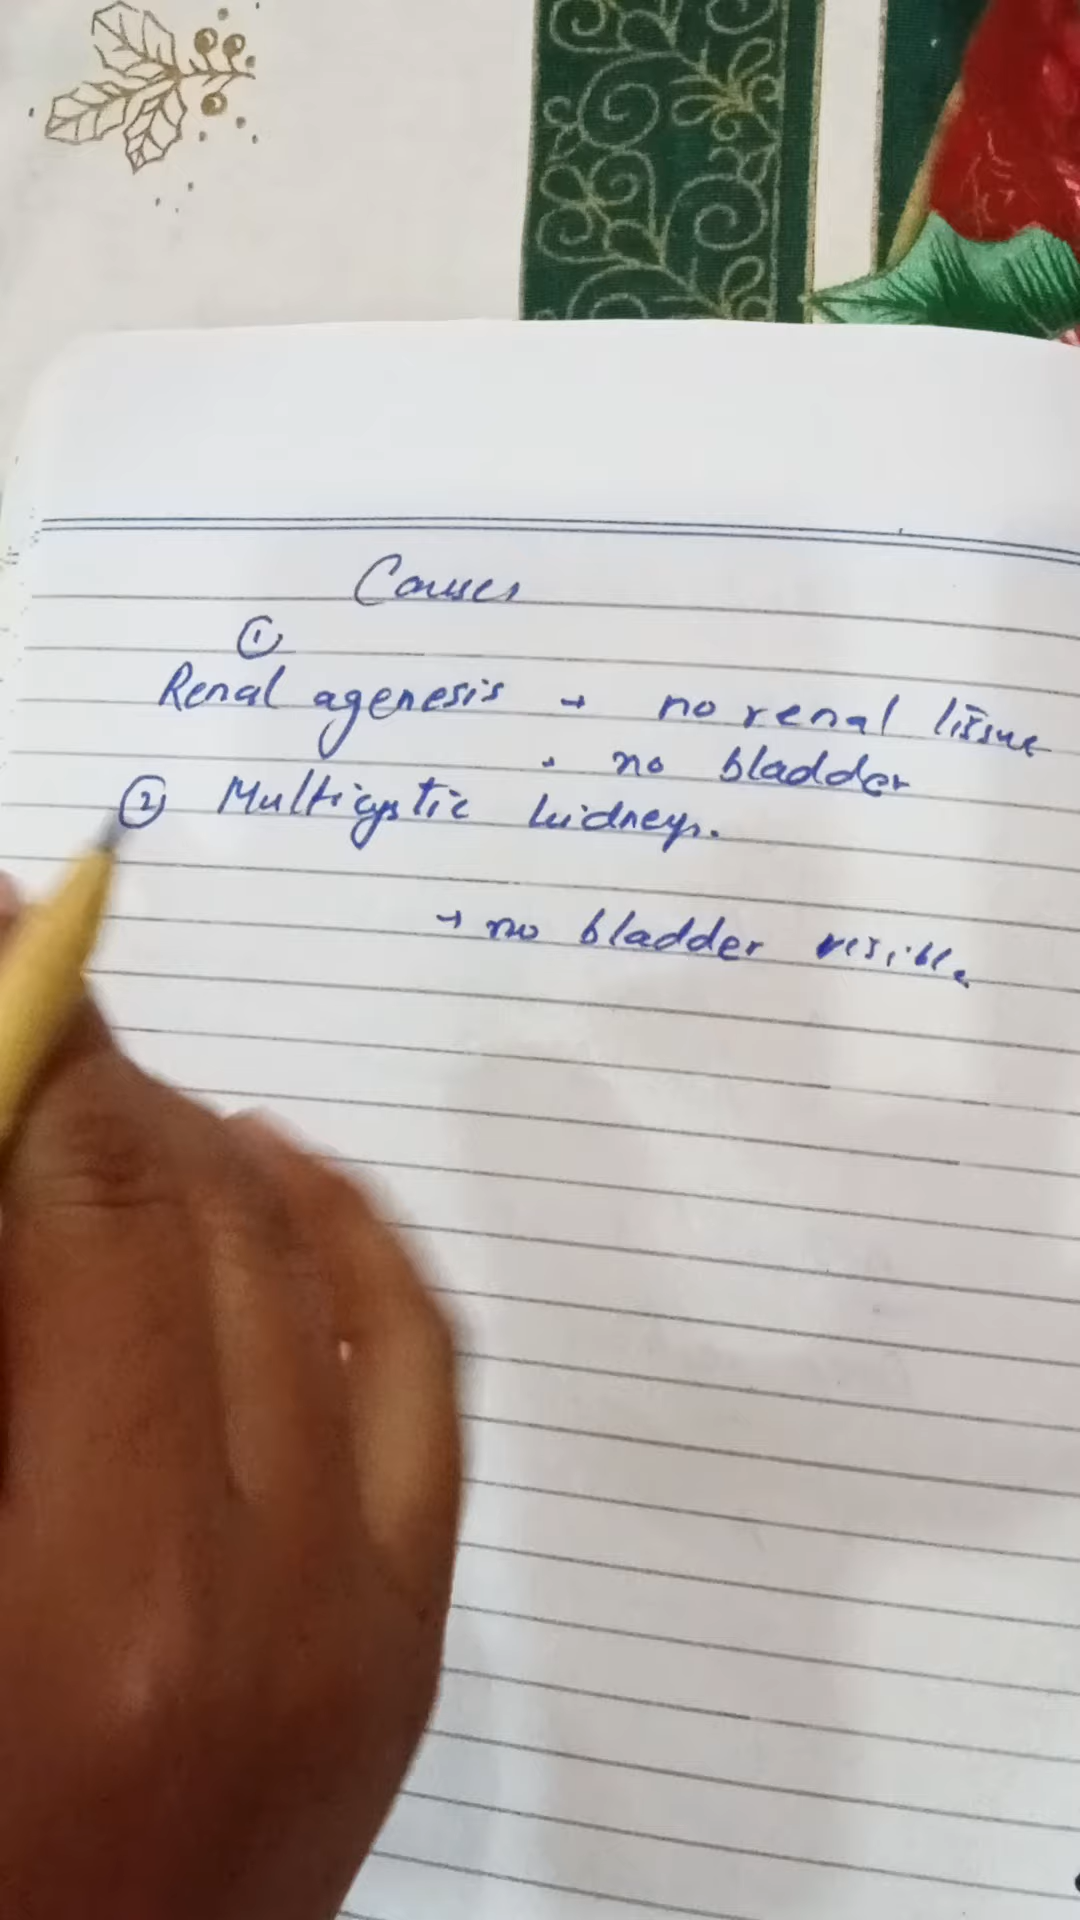 Causes
①
Renal agenesis → no renal tissue
. no bladder
② Multicystic kidneys.
→ no bladder visible